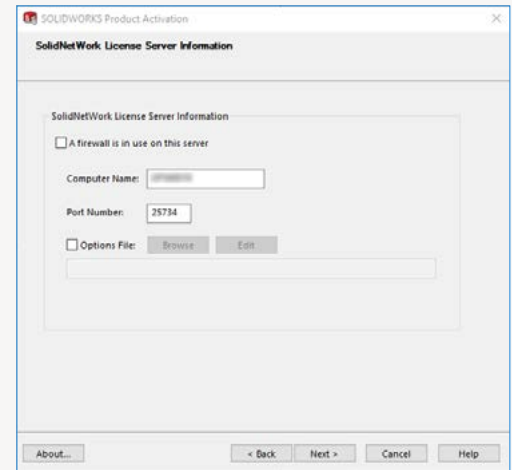 SOLIDWORKS Product Activation
SolidNetWork License Server Information
SolidNetWork License Server Information
A firewall is in use on this server
Computer Name:
Port Number: 25734
Options File: Browse Edit
About... < Back Next > Cancel Help